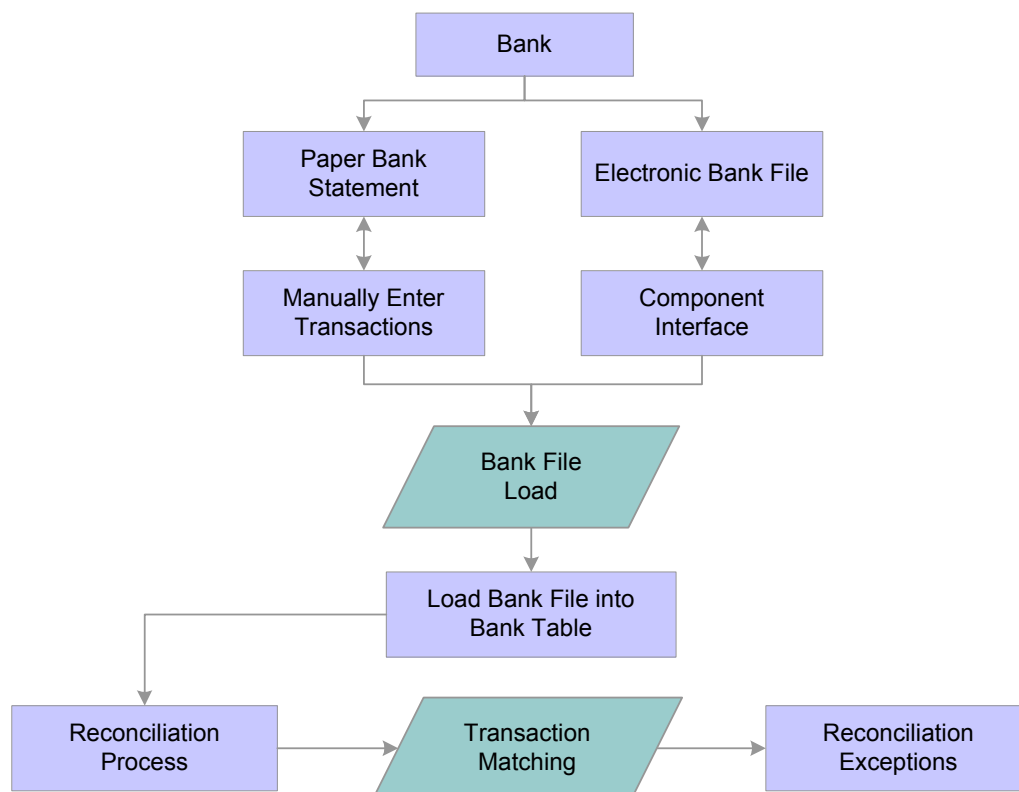 Bank
Paper Bank
Statement
Electronic Bank File
Manually Enter
Transactions
Component
Interface
Bank File
Load
Load Bank File into
Bank Table
Reconciliation
Process
Transaction
Matching
Reconciliation
Exceptions